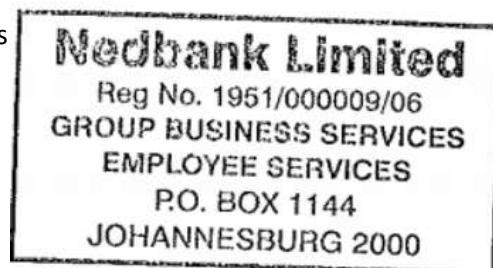 s
Nedbank Limited
Reg No. 1951/000009/06
GROUP BUSINESS SERVICES
EMPLOYEE SERVICES
P.O. BOX 1144
JOHANNESBURG 2000